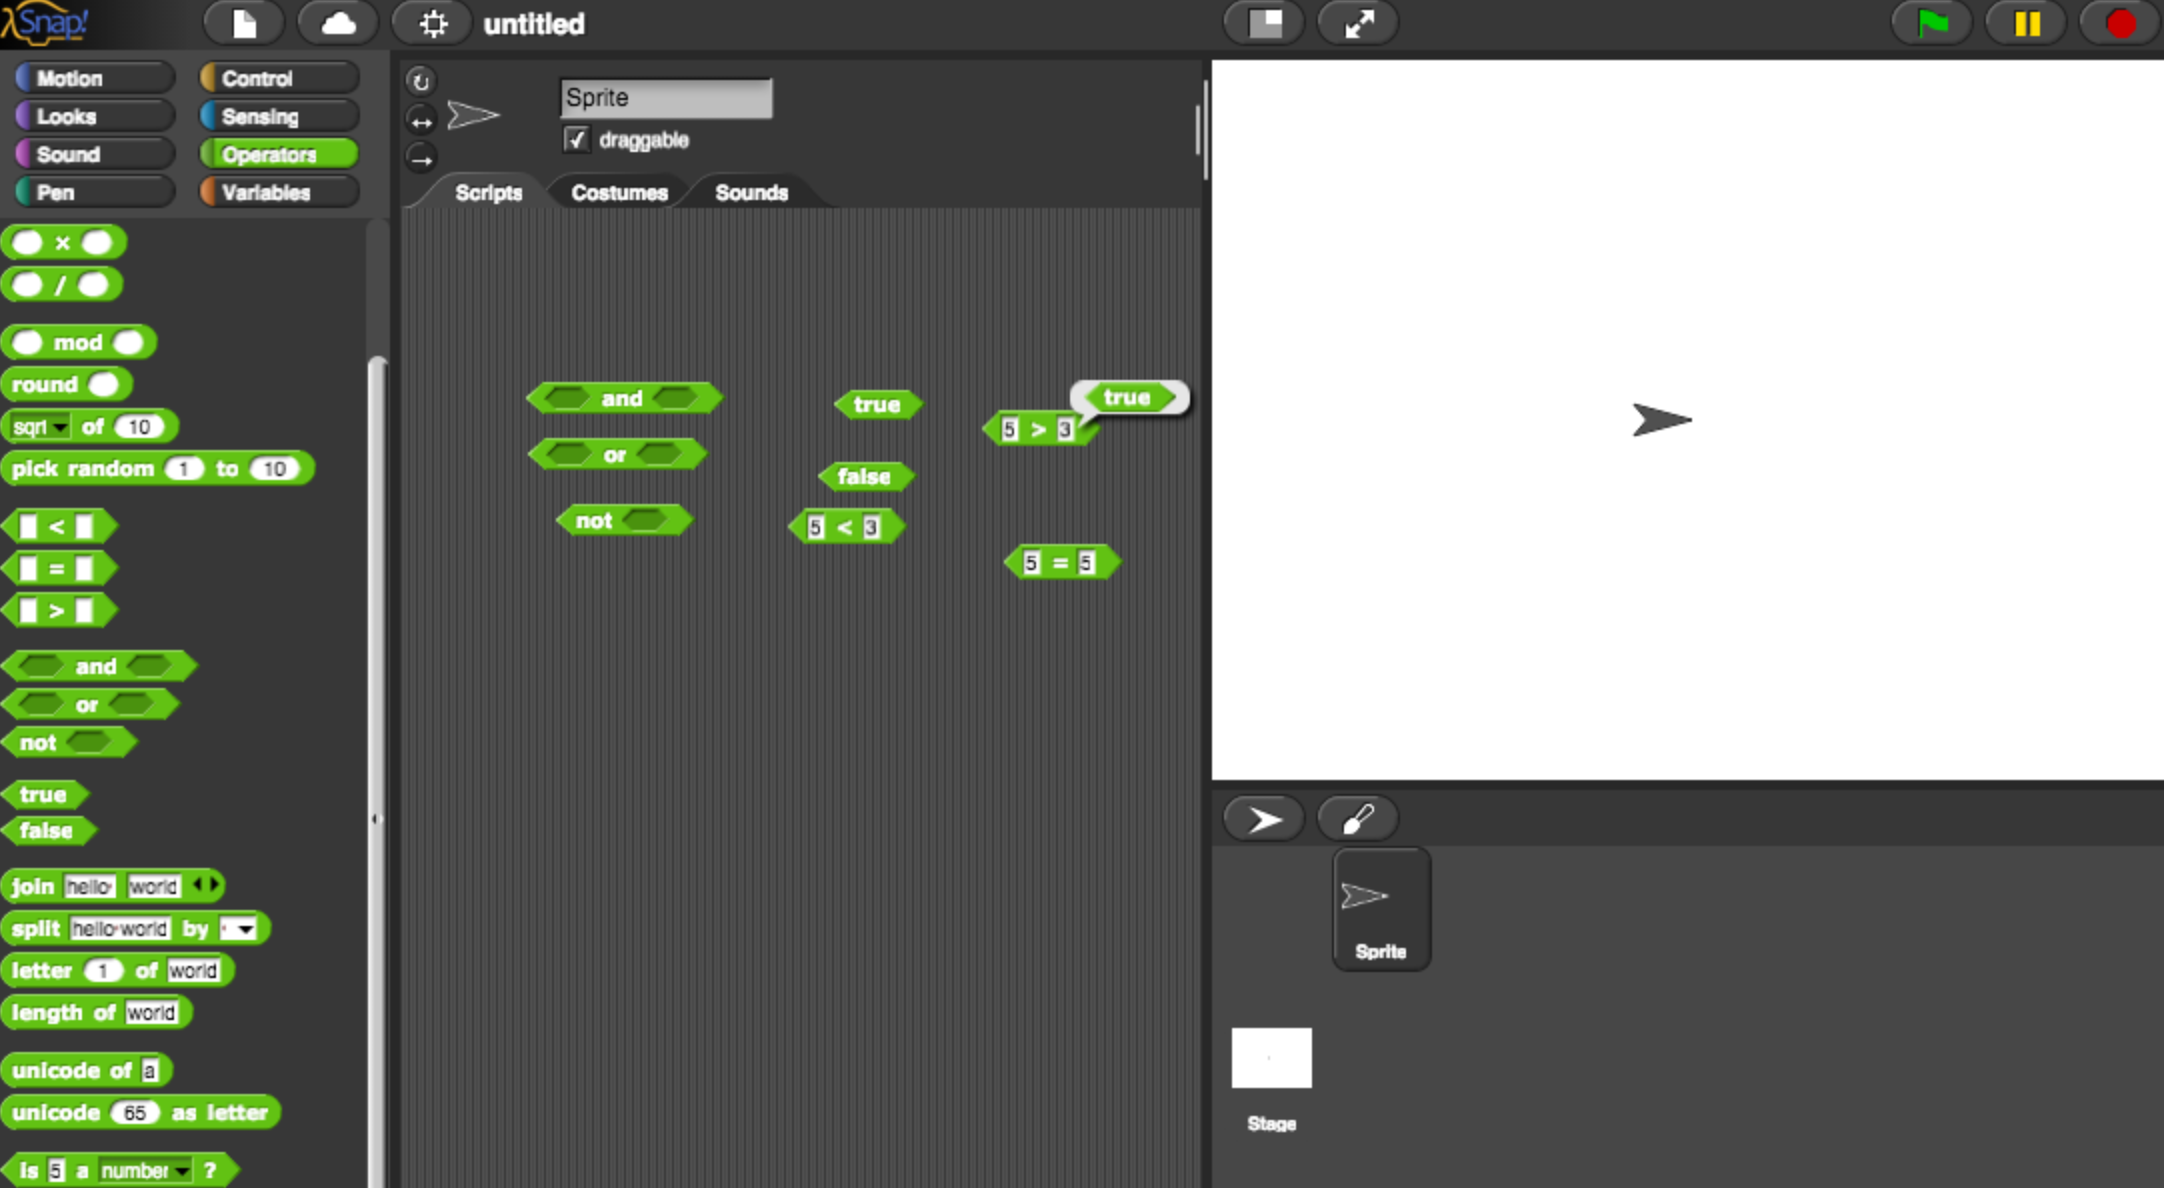 λSnap!
untitled
Motion Control
Looks Sensing
Sound Operators
Pen Variables
Sprite
✓ draggable
Scripts Costumes Sounds
×
/
mod
round
sqrt of 10
pick random 1 to 10
<
=
>
and
or
not
true
false
join hello world
split hello world by
letter 1 of world
length of world
unicode of a
unicode 65 as letter
is 5 a number ?
and
or
not
true
false
5 < 3
5 > 3
true
5 = 5
Sprite
Stage